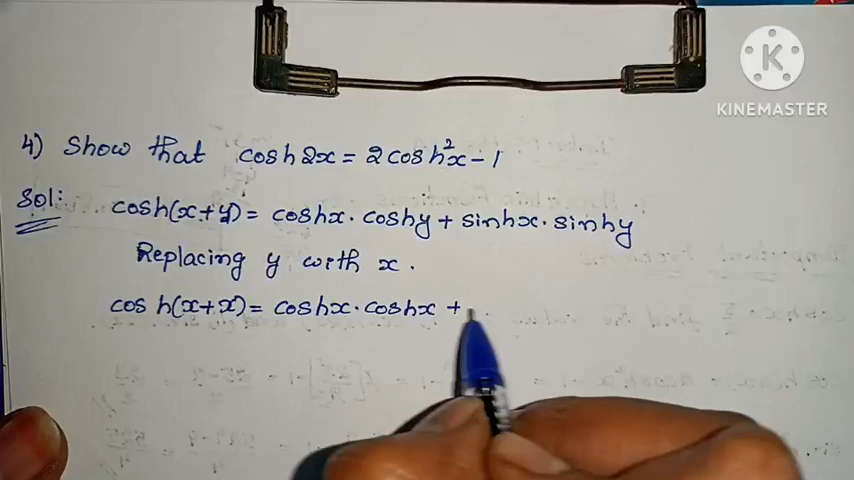 KINEMASTER
4) Show that cosh2x = 2cosh²x - 1
Sol:
cosh(x+y) = coshx · coshy + sinhx · sinhy
Replacing y with x.
cosh(x+x) = coshx · coshx +